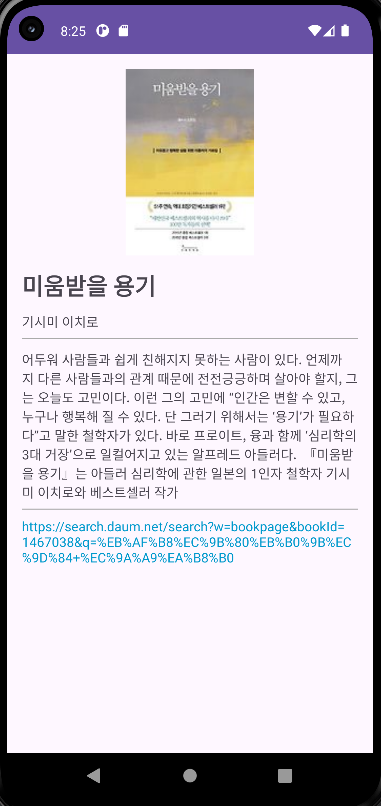 8:25
미움받을 용기
미움받을 용기
기시미 이치로
어두워 사람들과 쉽게 친해지지 못하는 사람이 있다. 언제까
지 다른 사람들과의 관계 때문에 전전긍긍하며 살아야 할지, 그
는 오늘도 고민이다. 이런 그의 고민에 “인간은 변할 수 있고,
누구나 행복해 질 수 있다. 단 그러기 위해서는 ‘용기’가 필요하
다”고 말한 철학자가 있다. 바로 프로이트, 융과 함께 ‘심리학의
3대 거장’으로 일컬어지고 있는 알프레드 아들러다. 『미움받
을 용기』는 아들러 심리학에 관한 일본의 1인자 철학자 기시
미 이치로와 베스트셀러 작가
https://search.daum.net/search?w=bookpage&bookId=
1467038&q=%EB%AF%B8%EC%9B%80%EB%B0%9B%EC
%9D%84+%EC%9A%A9%EA%B8%B0